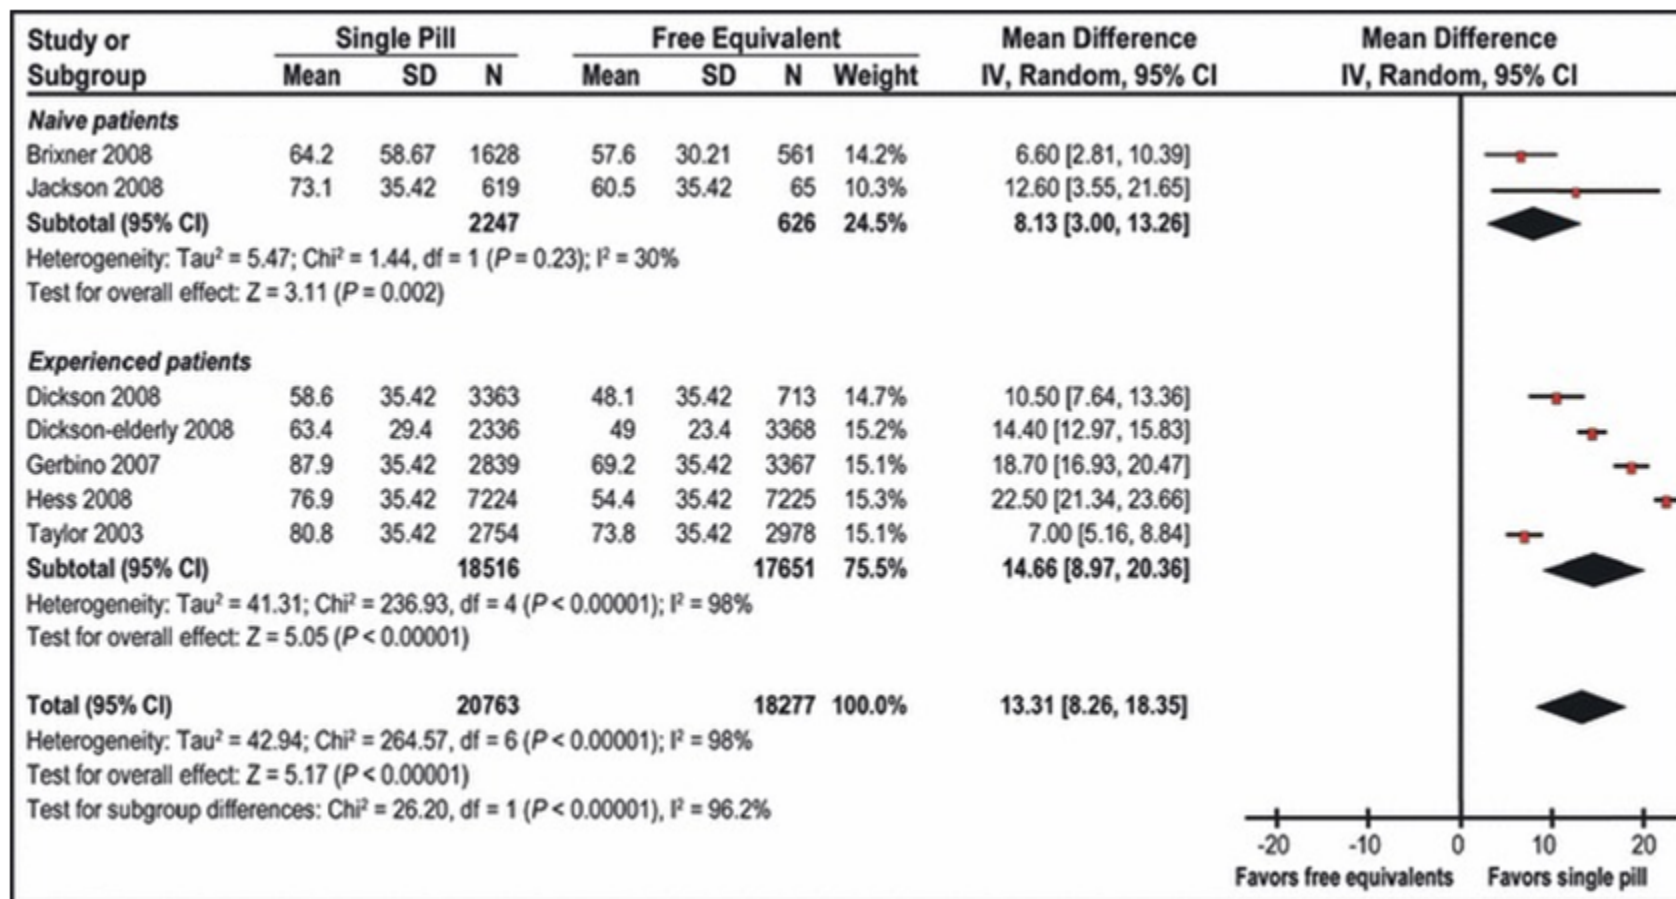 Study or Single Pill Free Equivalent Mean Difference Mean Difference
Subgroup Mean SD N Mean SD N Weight IV, Random, 95% CI IV, Random, 95% CI
Naive patients
Brixner 2008 64.2 58.67 1628 57.6 30.21 561 14.2% 6.60 [2.81, 10.39]
Jackson 2008 73.1 35.42 619 60.5 35.42 65 10.3% 12.60 [3.55, 21.65]
Subtotal (95% CI) 2247 626 24.5% 8.13 [3.00, 13.26]
Heterogeneity: Tau² = 5.47; Chi² = 1.44, df = 1 (P = 0.23); I² = 30%
Test for overall effect: Z = 3.11 (P = 0.002)
Experienced patients
Dickson 2008 58.6 35.42 3363 48.1 35.42 713 14.7% 10.50 [7.64, 13.36]
Dickson-elderly 2008 63.4 29.4 2336 49 23.4 3368 15.2% 14.40 [12.97, 15.83]
Gerbino 2007 87.9 35.42 2839 69.2 35.42 3367 15.1% 18.70 [16.93, 20.47]
Hess 2008 76.9 35.42 7224 54.4 35.42 7225 15.3% 22.50 [21.34, 23.66]
Taylor 2003 80.8 35.42 2754 73.8 35.42 2978 15.1% 7.00 [5.16, 8.84]
Subtotal (95% CI) 18516 17651 75.5% 14.66 [8.97, 20.36]
Heterogeneity: Tau² = 41.31; Chi² = 236.93, df = 4 (P < 0.00001); I² = 98%
Test for overall effect: Z = 5.05 (P < 0.00001)
Total (95% CI) 20763 18277 100.0% 13.31 [8.26, 18.35]
Heterogeneity: Tau² = 42.94; Chi² = 264.57, df = 6 (P < 0.00001); I² = 98%
Test for overall effect: Z = 5.17 (P < 0.00001)
Test for subgroup differences: Chi² = 26.20, df = 1 (P < 0.00001), I² = 96.2%
-20 -10 0 10 20
Favors free equivalents Favors single pill